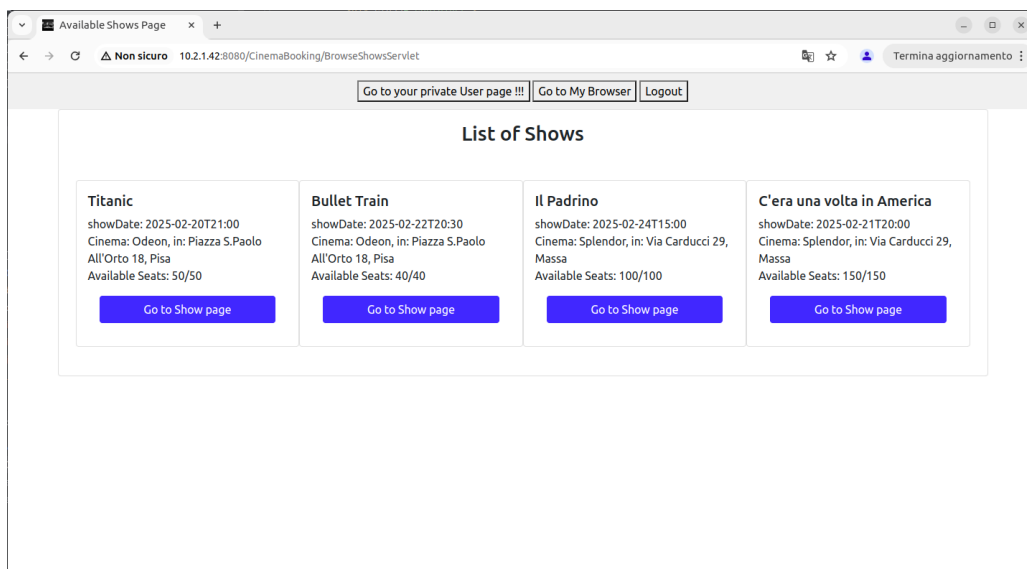 Available Shows Page
Non sicuro 10.2.1.42:8080/CinemaBooking/BrowseShowsServlet
Termina aggiornamento
Go to your private User page !!! Go to My Browser Logout
List of Shows
Titanic
showDate: 2025-02-20T21:00
Cinema: Odeon, in: Piazza S.Paolo
All'Orto 18, Pisa
Available Seats: 50/50
Go to Show page
Bullet Train
showDate: 2025-02-22T20:30
Cinema: Odeon, in: Piazza S.Paolo
All'Orto 18, Pisa
Available Seats: 40/40
Go to Show page
Il Padrino
showDate: 2025-02-24T15:00
Cinema: Splendor, in: Via Carducci 29,
Massa
Available Seats: 100/100
Go to Show page
C'era una volta in America
showDate: 2025-02-21T20:00
Cinema: Splendor, in: Via Carducci 29,
Massa
Available Seats: 150/150
Go to Show page